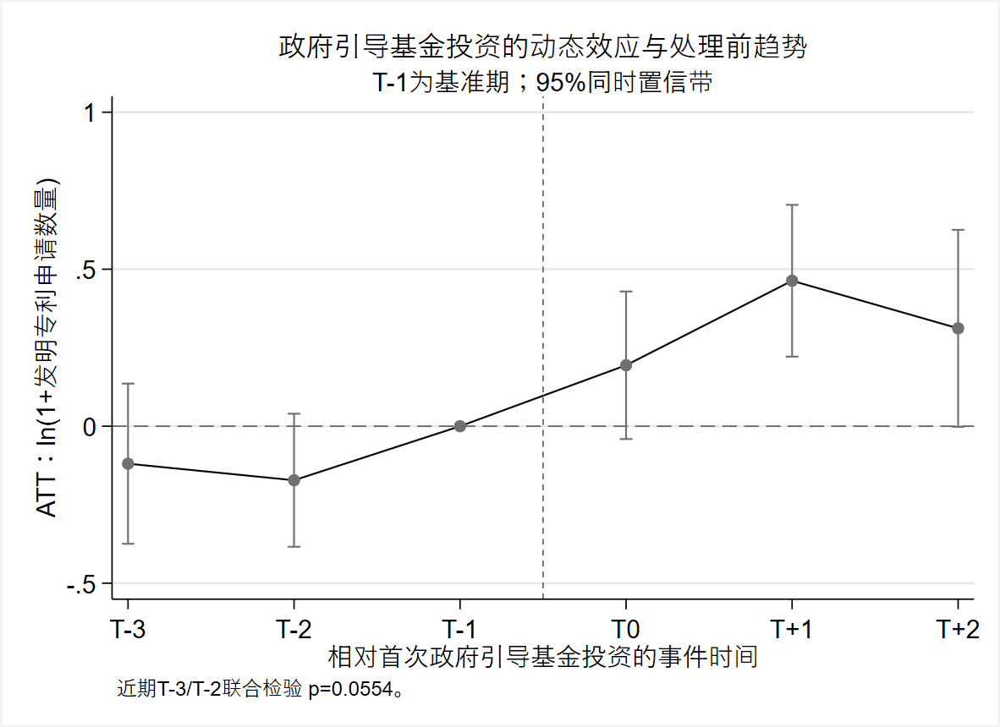 政府引导基金投资的动态效应与处理前趋势
T-1为基准期；95%同时置信带
ATT：ln(1+发明专利申请数量)
1
.5
0
-.5
T-3 T-2 T-1 T0 T+1 T+2
相对首次政府引导基金投资的事件时间
近期T-3/T-2联合检验 p=0.0554。